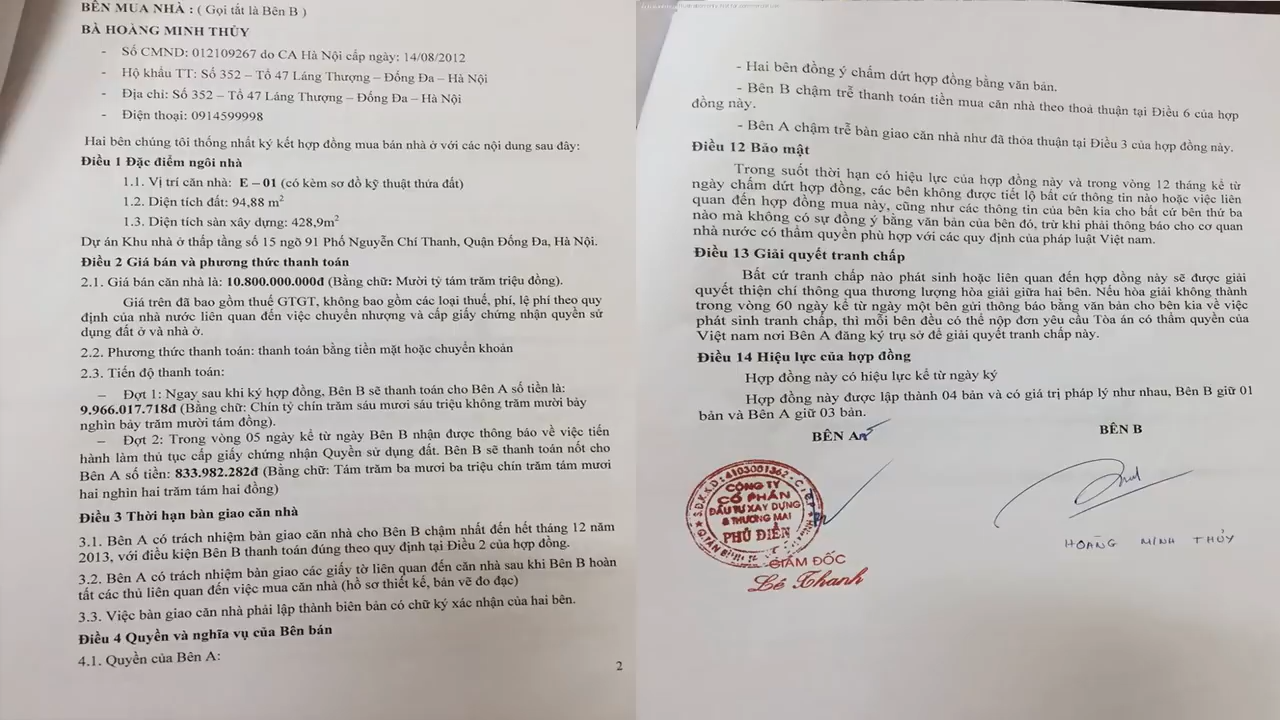 BÊN MUA NHÀ : ( Gọi tắt là Bên B )
BÀ HOÀNG MINH THỦY
- Số CMND: 012109267 do CA Hà Nội cấp ngày: 14/08/2012
- Hộ khẩu TT: Số 352 – Tổ 47 Láng Thượng – Đống Đa – Hà Nội
- Địa chỉ: Số 352 – Tổ 47 Láng Thượng – Đống Đa – Hà Nội
- Điện thoại: 0914599998
Hai bên chúng tôi thống nhất ký kết hợp đồng mua bán nhà ở với các nội dung sau đây:
Điều 1 Đặc điểm ngôi nhà
1.1. Vị trí căn nhà: E – 01 (có kèm sơ đồ kỹ thuật thửa đất)
1.2. Diện tích đất: 94,88 m²
1.3. Diện tích sàn xây dựng: 428,9m²
Dự án Khu nhà ở thấp tầng số 15 ngõ 91 Phố Nguyễn Chí Thanh, Quận Đống Đa, Hà Nội.
Điều 2 Giá bán và phương thức thanh toán
2.1. Giá bán căn nhà là: 10.800.000.000đ (Bằng chữ: Mười tỷ tám trăm triệu đồng).
Giá trên đã bao gồm thuế GTGT, không bao gồm các loại thuế, phí, lệ phí theo quy
định của nhà nước liên quan đến việc chuyển nhượng và cấp giấy chứng nhận quyền sử
dụng đất ở và nhà ở.
2.2. Phương thức thanh toán: thanh toán bằng tiền mặt hoặc chuyển khoản
2.3. Tiến độ thanh toán:
– Đợt 1: Ngay sau khi ký hợp đồng, Bên B sẽ thanh toán cho Bên A số tiền là:
9.966.017.718đ (Bằng chữ: Chín tỷ chín trăm sáu mươi sáu triệu không trăm mười bảy
nghìn bảy trăm mười tám đồng).
– Đợt 2: Trong vòng 05 ngày kể từ ngày Bên B nhận được thông báo về việc tiến
hành làm thủ tục cấp giấy chứng nhận Quyền sử dụng đất. Bên B sẽ thanh toán nốt cho
Bên A số tiền: 833.982.282đ (Bằng chữ: Tám trăm ba mươi ba triệu chín trăm tám mươi
hai nghìn hai trăm tám hai đồng)
Điều 3 Thời hạn bàn giao căn nhà
3.1. Bên A có trách nhiệm bàn giao căn nhà cho Bên B chậm nhất đến hết tháng 12 năm
2013, với điều kiện Bên B thanh toán đúng theo quy định tại Điều 2 của hợp đồng.
3.2. Bên A có trách nhiệm bàn giao các giấy tờ liên quan đến căn nhà sau khi Bên B hoàn
tất các thủ liên quan đến việc mua căn nhà (hồ sơ thiết kế, bản vẽ đo đạc)
3.3. Việc bàn giao căn nhà phải lập thành biên bản có chữ ký xác nhận của hai bên.
Điều 4 Quyền và nghĩa vụ của Bên bán
4.1. Quyền của Bên A:
2
- Hai bên đồng ý chấm dứt hợp đồng bằng văn bản.
- Bên B chậm trễ thanh toán tiền mua căn nhà theo thoả thuận tại Điều 6 của hợp
đồng này.
- Bên A chậm trễ bàn giao căn nhà như đã thỏa thuận tại Điều 3 của hợp đồng này.
Điều 12 Bảo mật
Trong suốt thời hạn có hiệu lực của hợp đồng này và trong vòng 12 tháng kể từ
ngày chấm dứt hợp đồng, các bên không được tiết lộ bất cứ thông tin nào hoặc việc liên
quan đến hợp đồng mua này, cũng như các thông tin của bên kia cho bất cứ bên thứ ba
nào mà không có sự đồng ý bằng văn bản của bên đó, trừ khi phải thông báo cho cơ quan
nhà nước có thẩm quyền phù hợp với các quy định của pháp luật Việt nam.
Điều 13 Giải quyết tranh chấp
Bất cứ tranh chấp nào phát sinh hoặc liên quan đến hợp đồng này sẽ được giải
quyết thiện chí thông qua thương lượng hòa giải giữa hai bên. Nếu hòa giải không thành
trong vòng 60 ngày kể từ ngày một bên gửi thông báo bằng văn bản cho bên kia về việc
phát sinh tranh chấp, thì mỗi bên đều có thể nộp đơn yêu cầu Tòa án có thẩm quyền của
Việt nam nơi Bên A đăng ký trụ sở để giải quyết tranh chấp này.
Điều 14 Hiệu lực của hợp đồng
Hợp đồng này có hiệu lực kể từ ngày ký
Hợp đồng này được lập thành 04 bản và có giá trị pháp lý như nhau, Bên B giữ 01
bản và Bên A giữ 03 bản.
BÊN A
BÊN B
S.Đ.K.K.D: 4103001362
CÔNG TY
CỔ PHẦN
ĐẦU TƯ XÂY DỰNG
& THƯƠNG MẠI
PHÚ ĐIỀN
GIÁM ĐỐC
Lê Thanh
HOÀNG MINH THỦY